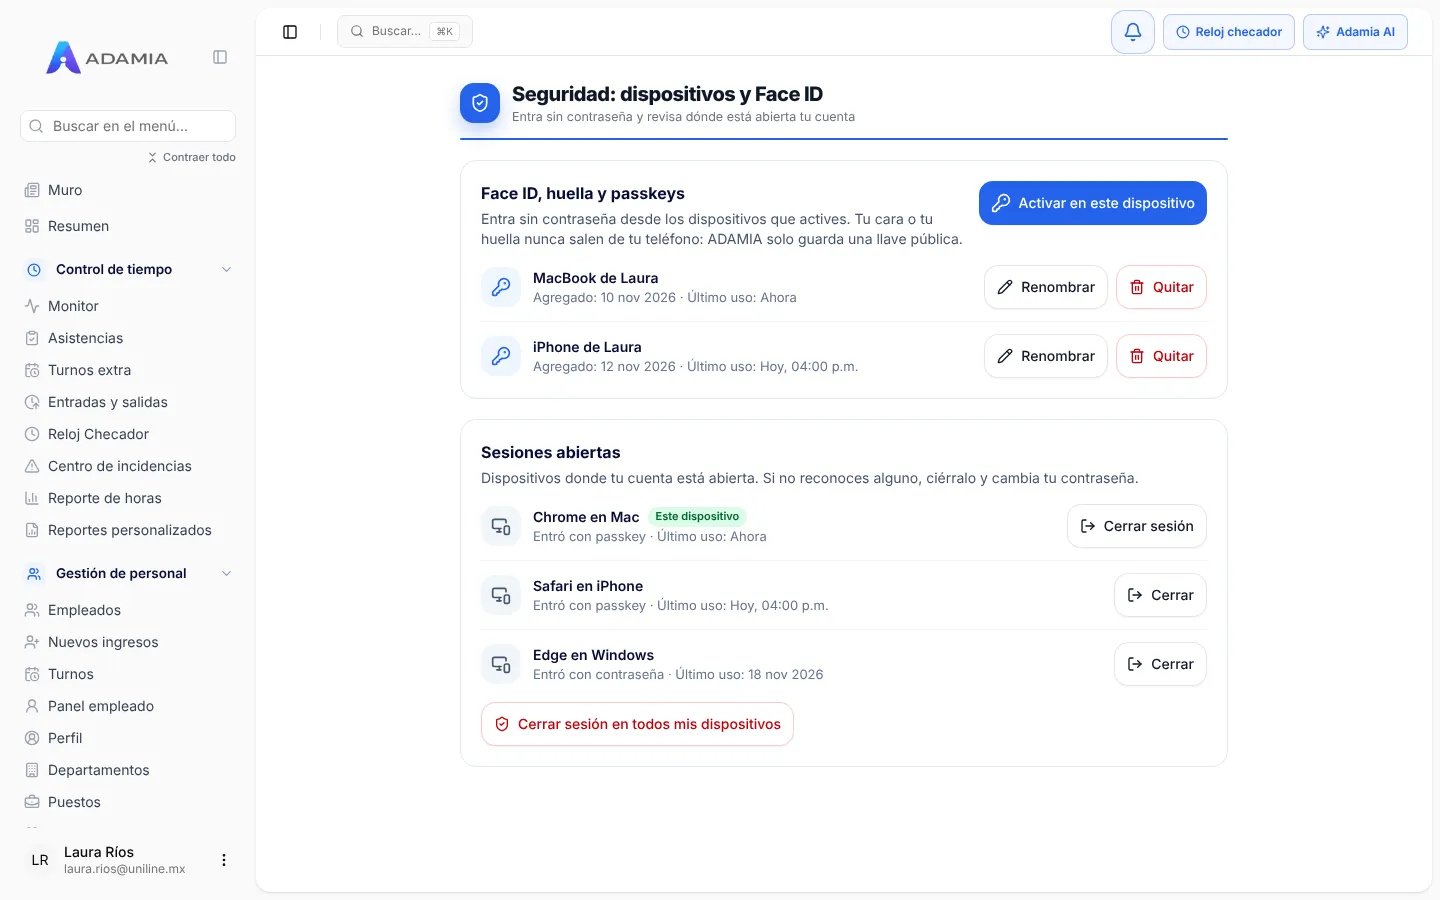 ADAMIA
Buscar en el menú...
Contraer todo
Muro
Resumen
Control de tiempo
Monitor
Asistencias
Turnos extra
Entradas y salidas
Reloj Checador
Centro de incidencias
Reporte de horas
Reportes personalizados
Gestión de personal
Empleados
Nuevos ingresos
Turnos
Panel empleado
Perfil
Departamentos
Puestos
LR
Laura Ríos
laura.rios@uniline.mx
Buscar... ⌘K
Reloj checador
Adamia AI
Seguridad: dispositivos y Face ID
Entra sin contraseña y revisa dónde está abierta tu cuenta
Face ID, huella y passkeys
Entra sin contraseña desde los dispositivos que actives. Tu cara o tu
huella nunca salen de tu teléfono: ADAMIA solo guarda una llave pública.
Activar en este dispositivo
MacBook de Laura
Agregado: 10 nov 2026 · Último uso: Ahora
Renombrar
Quitar
iPhone de Laura
Agregado: 12 nov 2026 · Último uso: Hoy, 04:00 p.m.
Renombrar
Quitar
Sesiones abiertas
Dispositivos donde tu cuenta está abierta. Si no reconoces alguno, ciérralo y cambia tu contraseña.
Chrome en Mac Este dispositivo
Entró con passkey · Último uso: Ahora
Cerrar sesión
Safari en iPhone
Entró con passkey · Último uso: Hoy, 04:00 p.m.
Cerrar
Edge en Windows
Entró con contraseña · Último uso: 18 nov 2026
Cerrar
Cerrar sesión en todos mis dispositivos